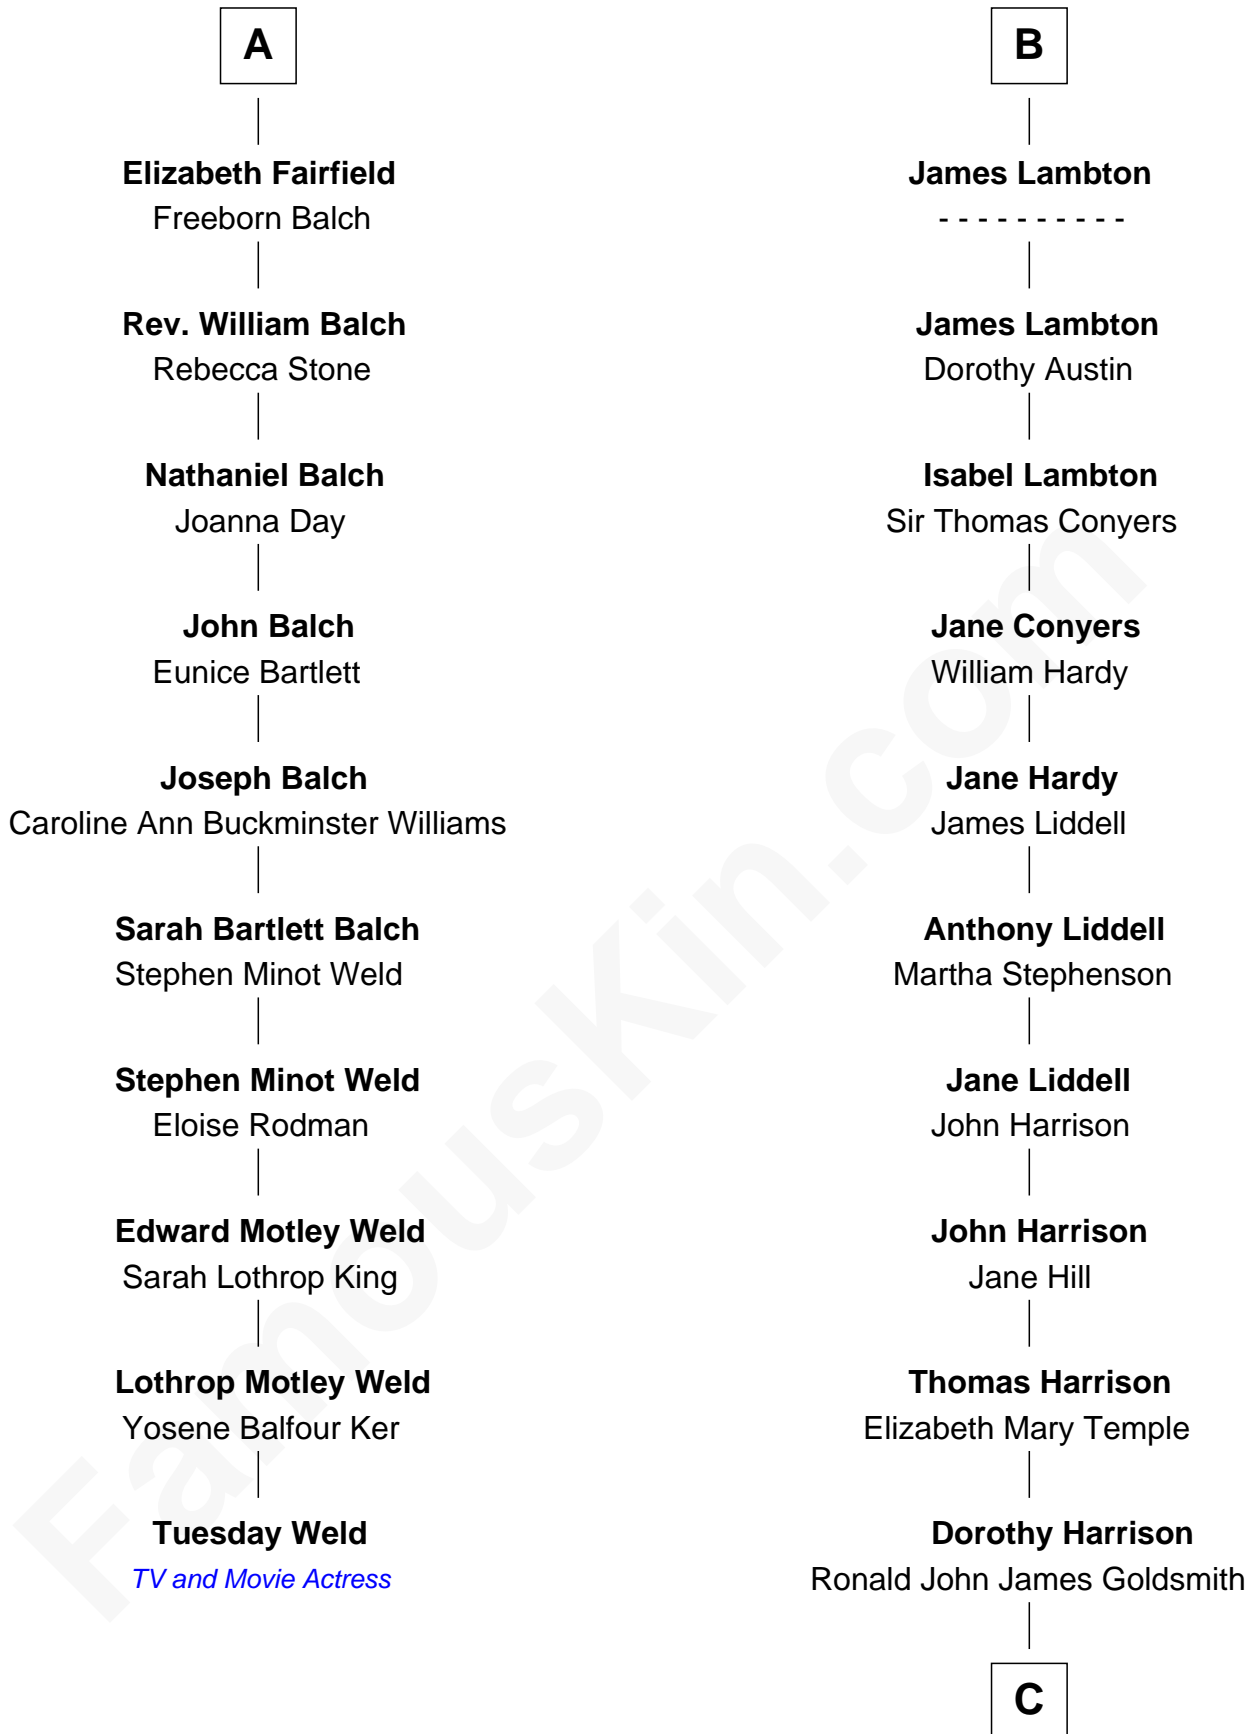 A
Elizabeth Fairfield
Freeborn Balch
Rev. William Balch
Rebecca Stone
Nathaniel Balch
Joanna Day
John Balch
Eunice Bartlett
Joseph Balch
Caroline Ann Buckminster Williams
Sarah Bartlett Balch
Stephen Minot Weld
Stephen Minot Weld
Eloise Rodman
Edward Motley Weld
Sarah Lothrop King
Lothrop Motley Weld
Yosene Balfour Ker
Tuesday Weld
TV and Movie Actress
B
James Lambton
- - - - - - - - - -
James Lambton
Dorothy Austin
Isabel Lambton
Sir Thomas Conyers
Jane Conyers
William Hardy
Jane Hardy
James Liddell
Anthony Liddell
Martha Stephenson
Jane Liddell
John Harrison
John Harrison
Jane Hill
Thomas Harrison
Elizabeth Mary Temple
Dorothy Harrison
Ronald John James Goldsmith
C
FamousKin.com